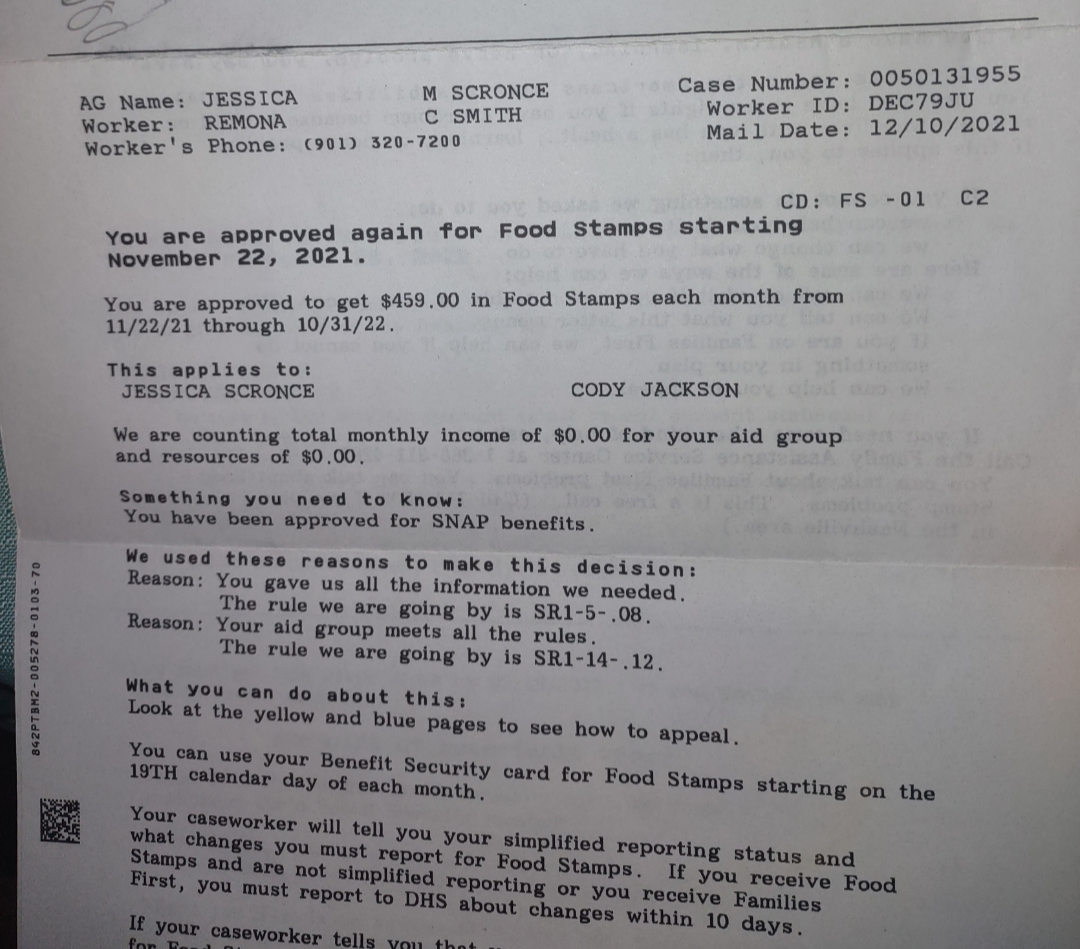 AG Name: JESSICA M SCRONCE Case Number: 0050131955
Worker: REMONA C SMITH Worker ID: DEC79JU
Worker's Phone: (901) 320-7200 Mail Date: 12/10/2021
CD: FS -01 C2
You are approved again for Food Stamps starting
November 22, 2021.
You are approved to get $459.00 in Food Stamps each month from
11/22/21 through 10/31/22.
This applies to:
JESSICA SCRONCE CODY JACKSON
We are counting total monthly income of $0.00 for your aid group
and resources of $0.00.
Something you need to know:
You have been approved for SNAP benefits.
We used these reasons to make this decision:
Reason: You gave us all the information we needed.
The rule we are going by is SR1-5-.08.
Reason: Your aid group meets all the rules.
The rule we are going by is SR1-14-.12.
What you can do about this:
Look at the yellow and blue pages to see how to appeal.
You can use your Benefit Security card for Food Stamps starting on the
19TH calendar day of each month.
Your caseworker will tell you your simplified reporting status and
what changes you must report for Food Stamps. If you receive Food
Stamps and are not simplified reporting or you receive Families
First, you must report to DHS about changes within 10 days.
If your caseworker tells you that
for Food
842PTBM2-005278-0103-70